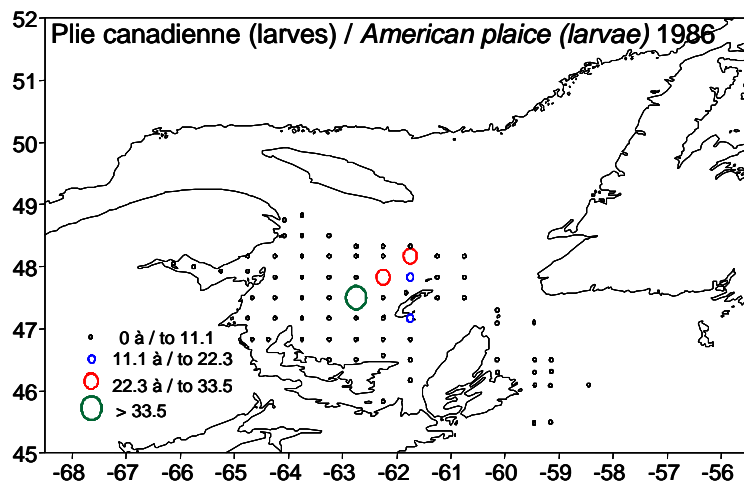 Plie canadienne (larves) / American plaice (larvae) 1986
52
51
50
49
48
47
46
45
0 à / to 11.1
11.1 à / to 22.3
22.3 à / to 33.5
> 33.5
-68 -67 -66 -65 -64 -63 -62 -61 -60 -59 -58 -57 -56